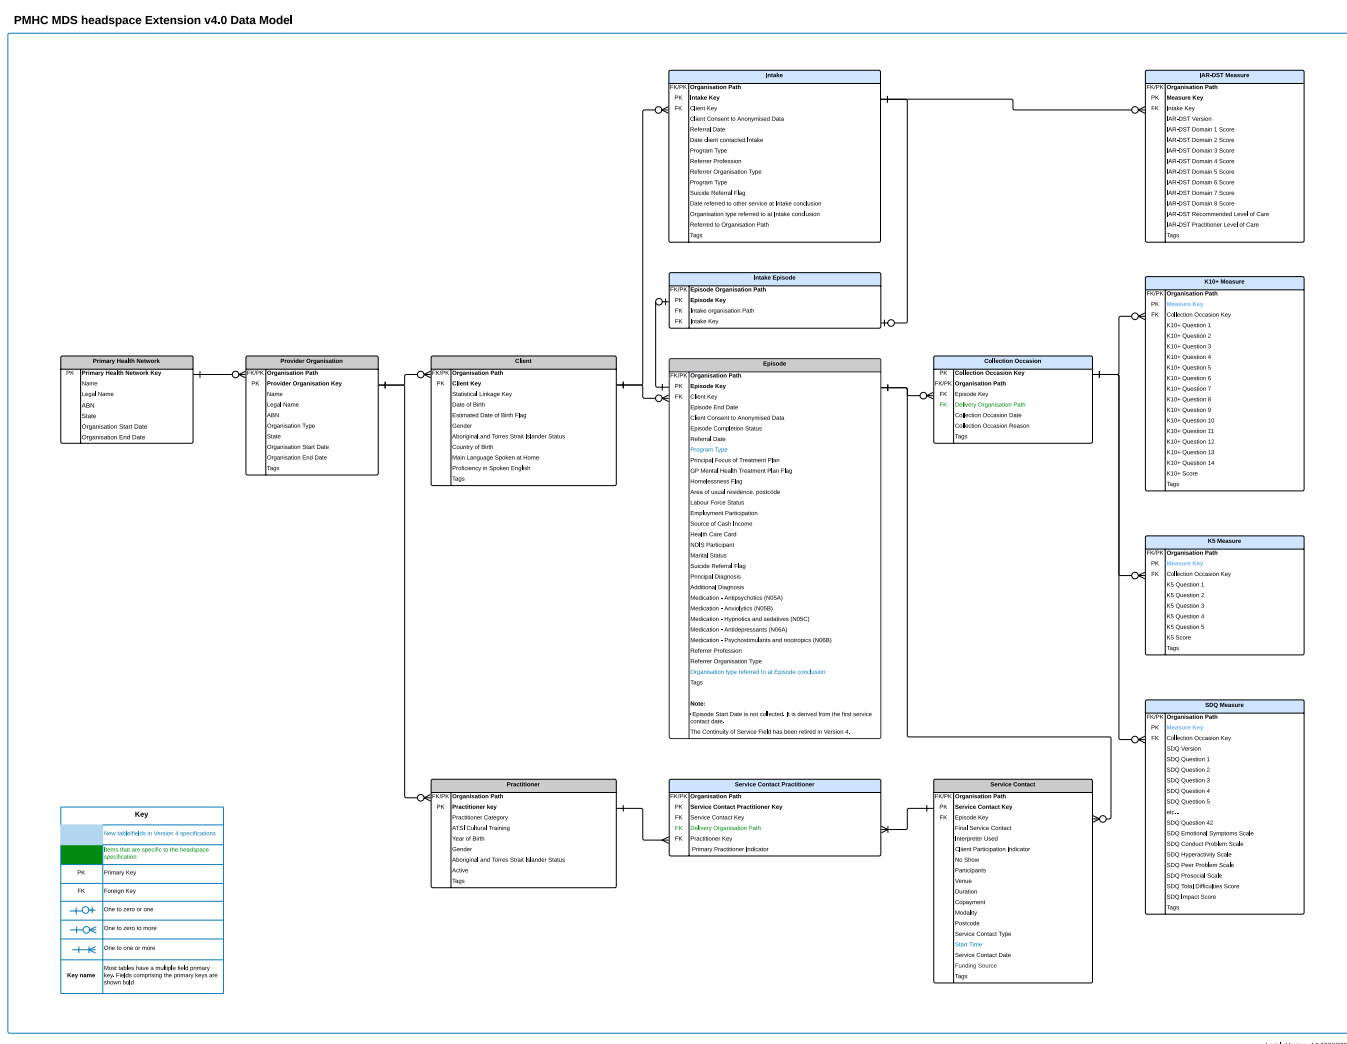 PMHC MDS headspace Extension v4.0 Data Model
Intake
FK/PK Organisation Path
PK Intake Key
FK Client Key
Client Consent to Anonymised Data
Referral Date
Date client contacted Intake
Program Type
Referrer Profession
Referrer Organisation Type
Program Type
Suicide Referral Flag
Date referred to other service at Intake conclusion
Organisation type referred to at Intake conclusion
Referred to Organisation Path
Tags
IAR-DST Measure
FK/PK Organisation Path
PK Measure Key
FK Intake Key
IAR-DST Version
IAR-DST Domain 1 Score
IAR-DST Domain 2 Score
IAR-DST Domain 3 Score
IAR-DST Domain 4 Score
IAR-DST Domain 5 Score
IAR-DST Domain 6 Score
IAR-DST Domain 7 Score
IAR-DST Domain 8 Score
IAR-DST Recommended Level of Care
IAR-DST Practitioner Level of Care
Tags
Intake Episode
FK/PK Episode Organisation Path
PK Episode Key
FK Intake organisation Path
FK Intake Key
K10+ Measure
FK/PK Organisation Path
PK Measure Key
FK Collection Occasion Key
K10+ Question 1
K10+ Question 2
K10+ Question 3
K10+ Question 4
K10+ Question 5
K10+ Question 6
K10+ Question 7
K10+ Question 8
K10+ Question 9
K10+ Question 10
K10+ Question 11
K10+ Question 12
K10+ Question 13
K10+ Question 14
K10+ Score
Tags
Primary Health Network
PK Primary Health Network Key
Name
Legal Name
ABN
State
Organisation Start Date
Organisation End Date
Provider Organisation
FK/PK Organisation Path
PK Provider Organisation Key
Name
Legal Name
ABN
Organisation Type
State
Organisation Start Date
Organisation End Date
Tags
Client
FK/PK Organisation Path
PK Client Key
Statistical Linkage Key
Date of Birth
Estimated Date of Birth Flag
Gender
Aboriginal and Torres Strait Islander Status
Country of Birth
Main Language Spoken at Home
Proficiency in Spoken English
Tags
Episode
FK/PK Organisation Path
PK Episode Key
FK Client Key
Episode End Date
Client Consent to Anonymised Data
Episode Completion Status
Referral Date
Program Type
Principal Focus of Treatment Plan
GP Mental Health Treatment Plan Flag
Homelessness Flag
Area of usual residence, postcode
Labour Force Status
Employment Participation
Source of Cash Income
Health Care Card
NDIS Participant
Marital Status
Suicide Referral Flag
Principal Diagnosis
Additional Diagnosis
Medication - Antipsychotics (N05A)
Medication - Anxiolytics (N05B)
Medication - Hypnotics and sedatives (N05C)
Medication - Antidepressants (N06A)
Medication - Psychostimulants and nootropics (N06B)
Referrer Profession
Referrer Organisation Type
Organisation type referred to at Episode conclusion
Tags
Note:
• Episode Start Date is not collected. It is derived from the first service
contact date.
The Continuity of Service Field has been retired in Version 4.
Collection Occasion
PK Collection Occasion Key
FK/PK Organisation Path
FK Episode Key
FK Delivery Organisation Path
Collection Occasion Date
Collection Occasion Reason
Tags
K5 Measure
FK/PK Organisation Path
PK Measure Key
FK Collection Occasion Key
K5 Question 1
K5 Question 2
K5 Question 3
K5 Question 4
K5 Question 5
K5 Score
Tags
SDQ Measure
FK/PK Organisation Path
PK Measure Key
FK Collection Occasion Key
SDQ Version
SDQ Question 1
SDQ Question 2
SDQ Question 3
SDQ Question 4
SDQ Question 5
etc...
SDQ Question 42
SDQ Emotional Symptoms Scale
SDQ Conduct Problem Scale
SDQ Hyperactivity Scale
SDQ Peer Problem Scale
SDQ Prosocial Scale
SDQ Total Difficulties Score
SDQ Impact Score
Tags
Practitioner
FK/PK Organisation Path
PK Practitioner key
Practitioner Category
ATSI Cultural Training
Year of Birth
Gender
Aboriginal and Torres Strait Islander Status
Active
Tags
Service Contact Practitioner
FK/PK Organisation Path
PK Service Contact Practitioner Key
FK Service Contact Key
FK Delivery Organisation Path
FK Practitioner Key
Primary Practitioner Indicator
Service Contact
FK/PK Organisation Path
PK Service Contact Key
FK Episode Key
Final Service Contact
Interpreter Used
Client Participation Indicator
No Show
Participants
Venue
Duration
Copayment
Modality
Postcode
Service Contact Type
Start Time
Service Contact Date
Funding Source
Tags
Key
New table/fields in Version 4 specifications
Items that are specific to the headspace
specification
PK Primary Key
FK Foreign Key
One to zero or one
One to zero to more
One to one or more
Key name Most tables have a multiple field primary
key. Fields comprising the primary keys are
shown bold